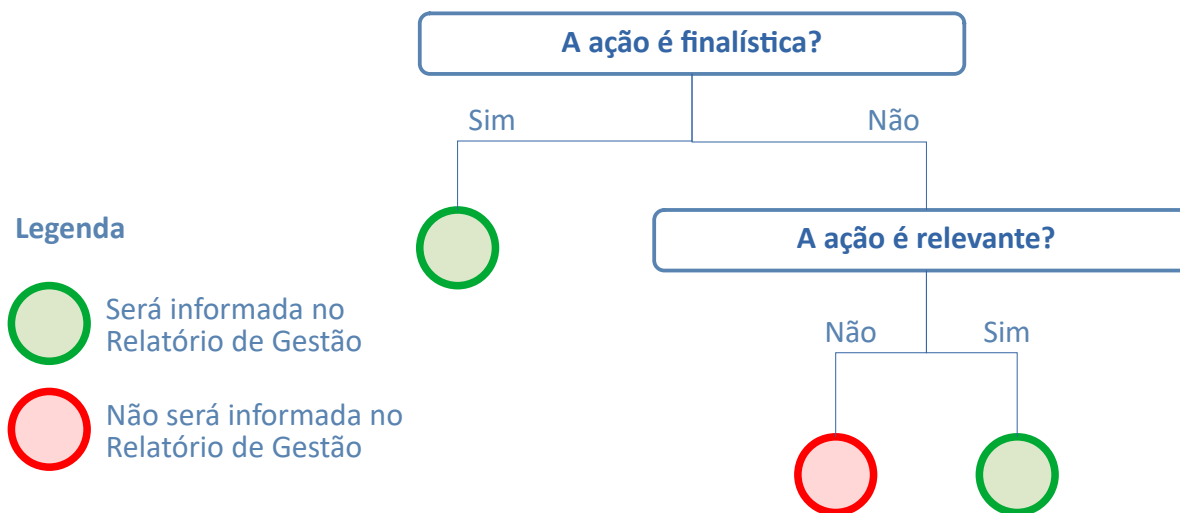 A ação é finalística?
Sim
Não
Legenda
A ação é relevante?
Será informada no
Relatório de Gestão
Não
Sim
Não será informada no
Relatório de Gestão